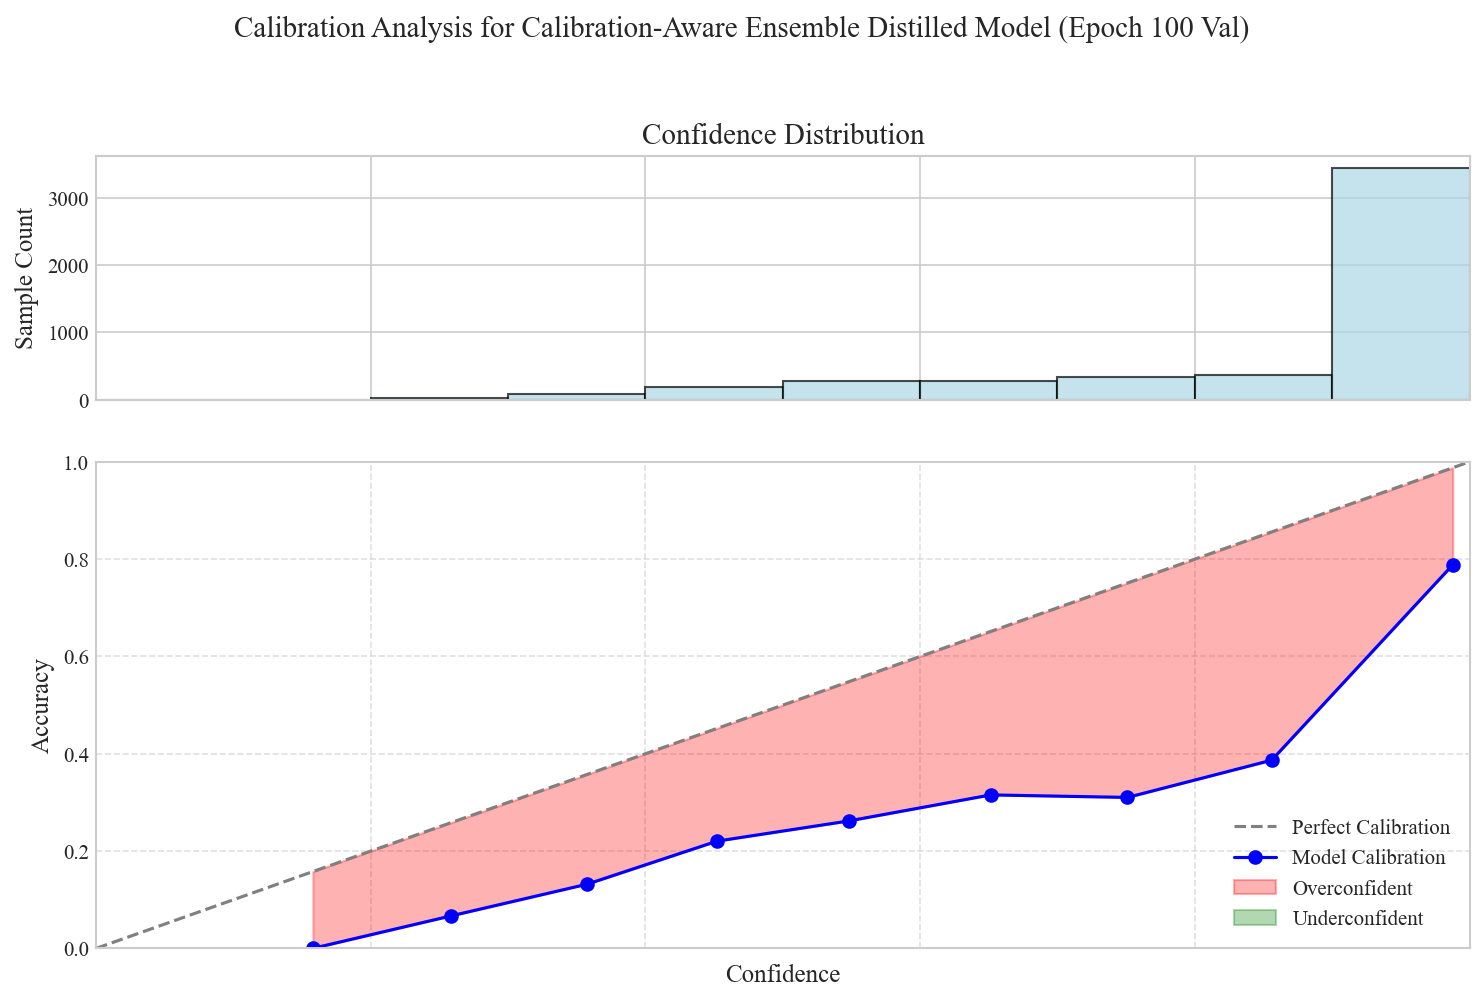 Calibration Analysis for Calibration-Aware Ensemble Distilled Model (Epoch 100 Val)
Confidence Distribution
Sample Count
3000
2000
1000
0
Accuracy
1.0
0.8
0.6
0.4
0.2
0.0
Perfect Calibration
Model Calibration
Overconfident
Underconfident
Confidence